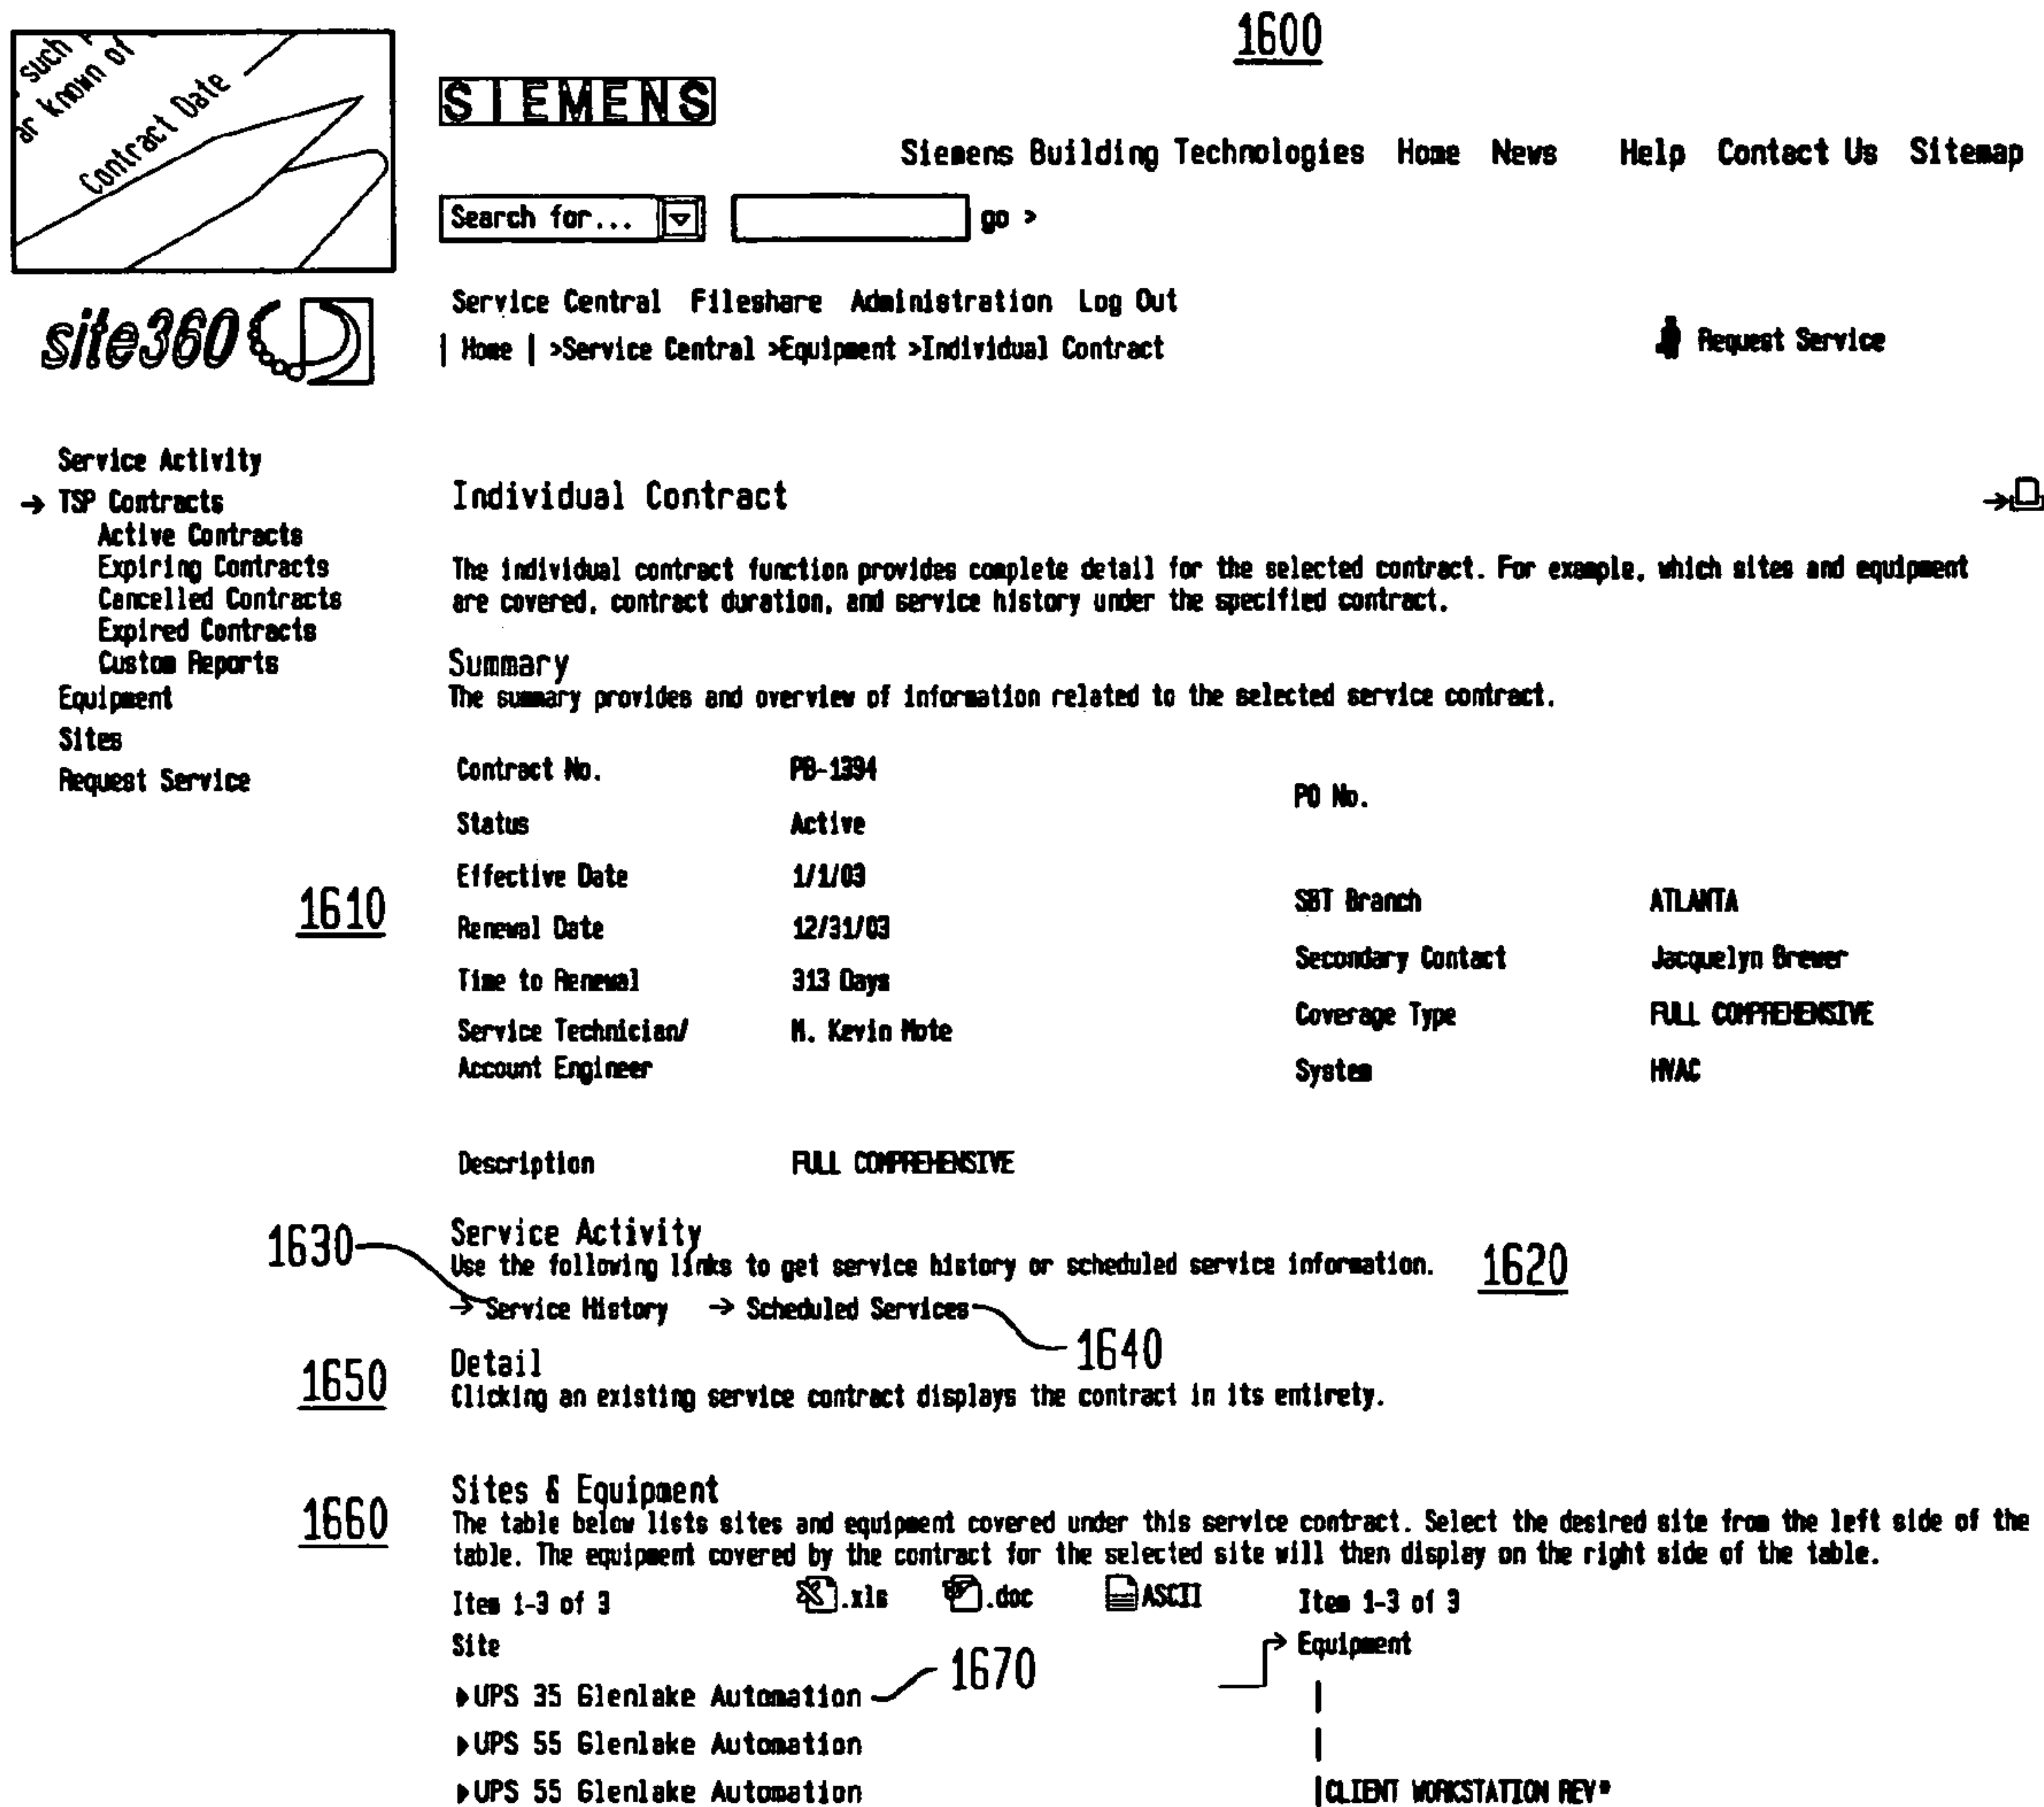 1600
such
ar known of
Contract Date
SIEMENS
Siemens Building Technologies Home News Help Contact Us Sitemap
Search for... go >
site360
Service Central Fileshare Administration Log Out
| Home | >Service Central >Equipment >Individual Contract
Request Service
Service Activity
→ TSP Contracts
Active Contracts
Expiring Contracts
Cancelled Contracts
Expired Contracts
Custom Reports
Equipment
Sites
Request Service
Individual Contract
The individual contract function provides complete detail for the selected contract. For example, which sites and equipment
are covered, contract duration, and service history under the specified contract.
Summary
The summary provides and overview of information related to the selected service contract.
1610
Contract No. PB-1394
Status Active
Effective Date 1/1/03
Renewal Date 12/31/03
Time to Renewal 313 Days
Service Technician/ M. Kevin Mote
Account Engineer
PO No.
SBT Branch ATLANTA
Secondary Contact Jacquelyn Brewer
Coverage Type FULL COMPREHENSIVE
System HVAC
Description FULL COMPREHENSIVE
1630
Service Activity
Use the following links to get service history or scheduled service information. 1620
→ Service History → Scheduled Services
1640
1650
Detail
Clicking an existing service contract displays the contract in its entirety.
1660
Sites & Equipment
The table below lists sites and equipment covered under this service contract. Select the desired site from the left side of the
table. The equipment covered by the contract for the selected site will then display on the right side of the table.
Item 1-3 of 3 .xls .doc ASCII Item 1-3 of 3
Site → Equipment
UPS 35 Glenlake Automation 1670
UPS 55 Glenlake Automation
UPS 55 Glenlake Automation CLIENT WORKSTATION REV*